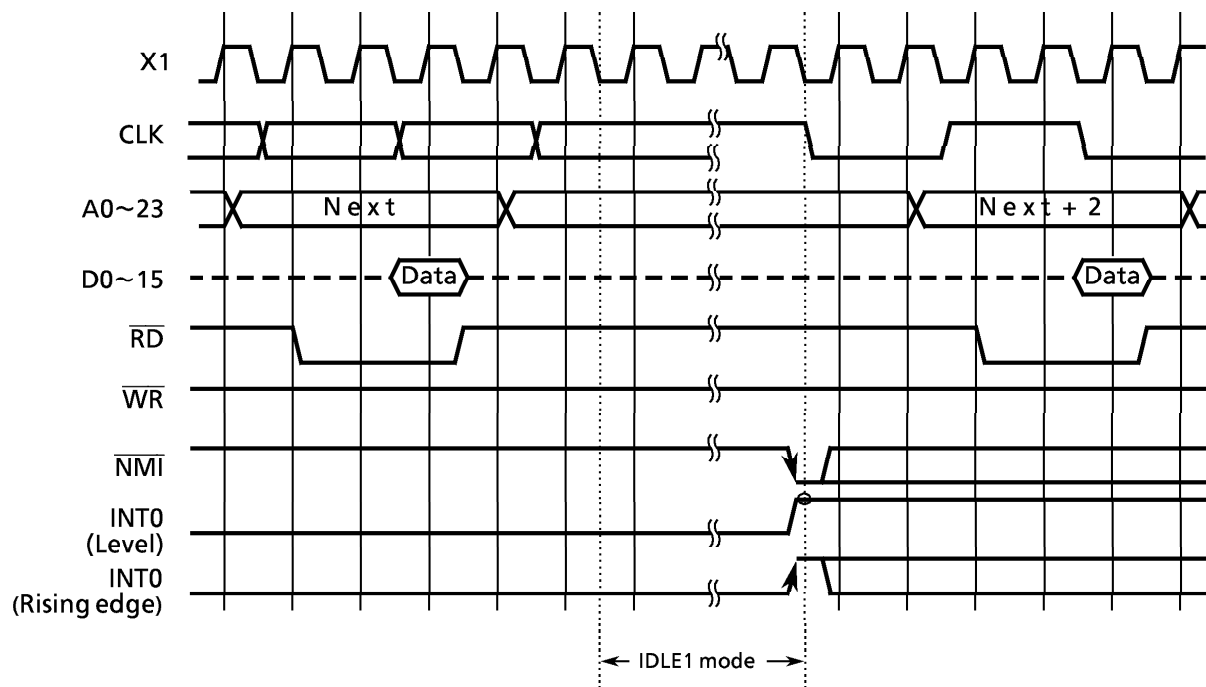 X1
CLK
A0~23
Next
Next + 2
D0~15
Data
Data
RD
WR
NMI
INT0
(Level)
INT0
(Rising edge)
IDLE1 mode